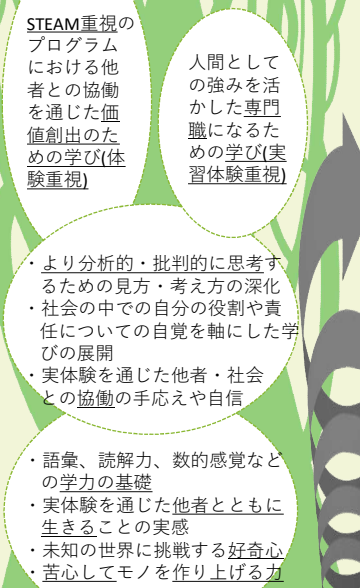 STEAM重視の
プログラム
における他
者との協働
を通じた価
値創出のた
めの学び(体
験重視)
人間として
の強みを活
かした専門
職になるた
めの学び(実
習体験重視)
・より分析的・批判的に思考す
るための見方・考え方の深化
・社会の中での自分の役割や責
任についての自覚を軸にした学
びの展開
・実体験を通じた他者・社会
との協働の手応えや自信
・語彙、読解力、数的感覚など
の学力の基礎
・実体験を通じた他者とともに
生きることの実感
・未知の世界に挑戦する好奇心
・苦心してモノを作り上げる力